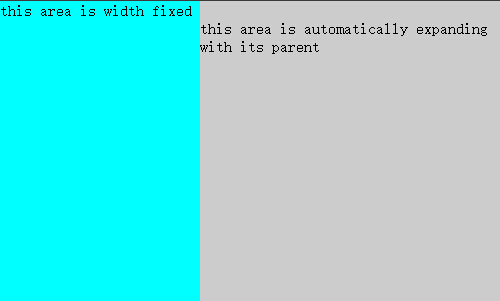 this area is width fixed
this area is automatically expanding
with its parent